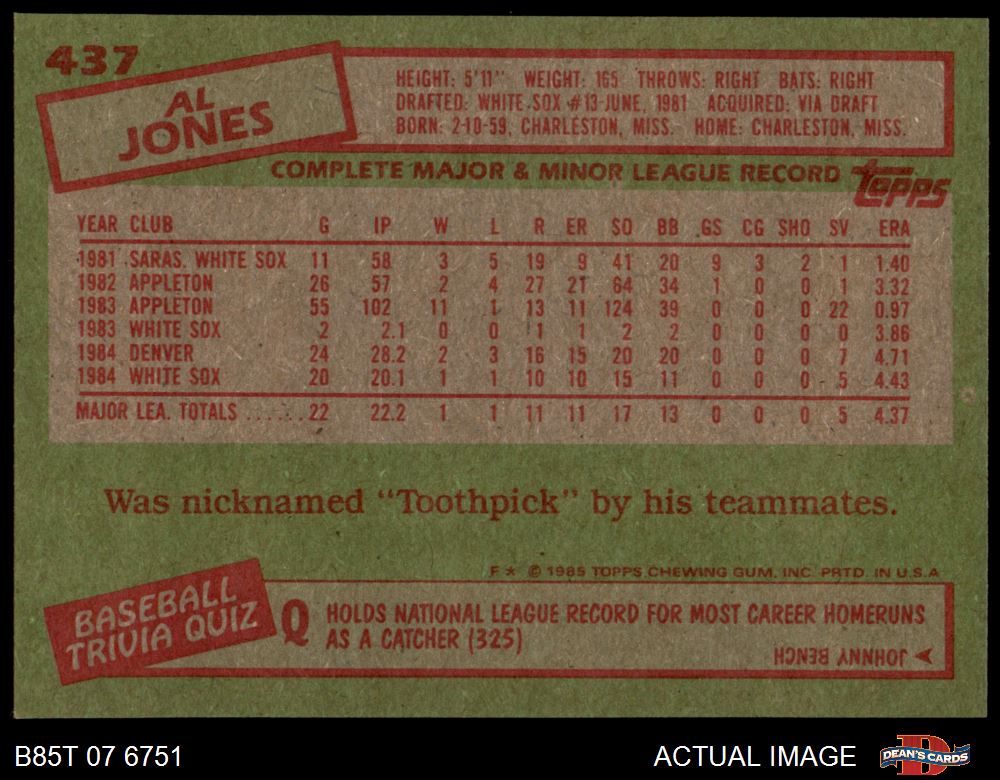 437
AL
JONES
HEIGHT: 5'11" WEIGHT: 165 THROWS: RIGHT BATS: RIGHT
DRAFTED: WHITE SOX #13-JUNE, 1981 ACQUIRED: VIA DRAFT
BORN: 2-10-59, CHARLESTON, MISS. HOME: CHARLESTON, MISS.
COMPLETE MAJOR & MINOR LEAGUE RECORD topps
YEAR CLUB G IP W L R ER SO BB GS CG SHO SV ERA
1981 SARAS. WHITE SOX 11 58 3 5 19 9 41 20 9 3 2 1 1.40
1982 APPLETON 26 57 2 4 27 21 64 34 1 0 0 1 3.32
1983 APPLETON 55 102 11 1 13 11 124 39 0 0 0 22 0.97
1983 WHITE SOX 2 2.1 0 0 1 1 2 2 0 0 0 0 3.86
1984 DENVER 24 28.2 2 3 16 15 20 20 0 0 0 7 4.71
1984 WHITE SOX 20 20.1 1 1 10 10 15 11 0 0 0 5 4.43
MAJOR LEA. TOTALS ...... 22 22.2 1 1 11 11 17 13 0 0 0 5 4.37
Was nicknamed "Toothpick" by his teammates.
F★ © 1985 TOPPS CHEWING GUM, INC. PRTD. IN U.S.A
BASEBALL
TRIVIA QUIZ
Q HOLDS NATIONAL LEAGUE RECORD FOR MOST CAREER HOMERUNS
AS A CATCHER (325)
JOHNNY BENCH
B85T 07 6751 ACTUAL IMAGE DEAN'S CARDS